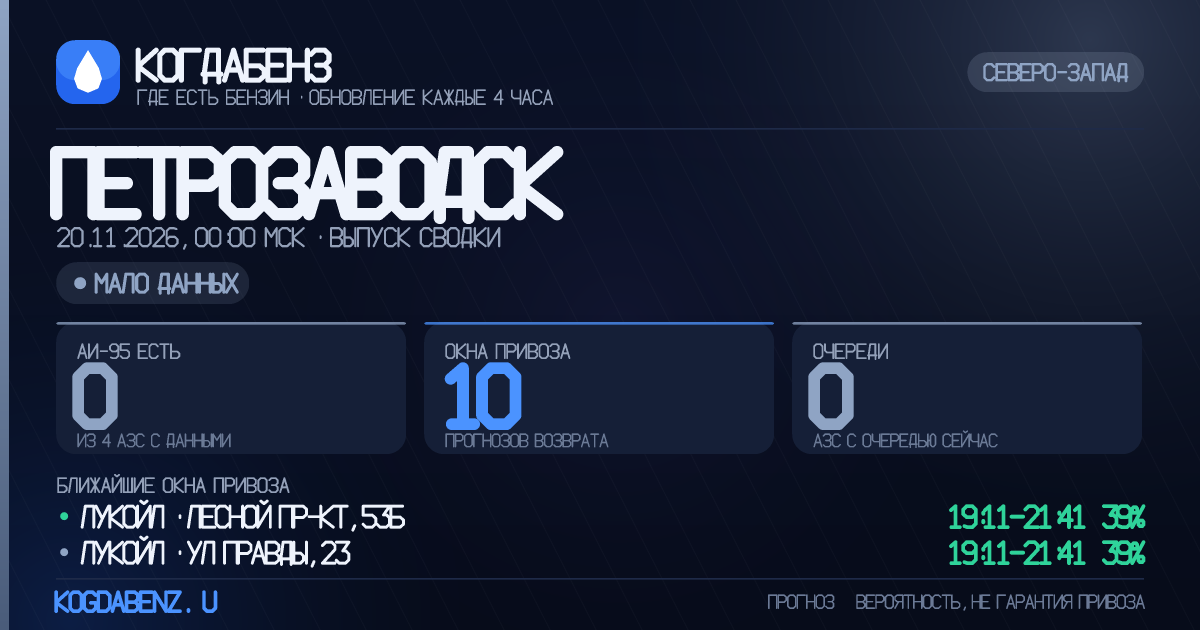 КОГДАБЕНЗ
ГДЕ ЕСТЬ БЕНЗИН · ОБНОВЛЕНИЕ КАЖДЫЕ 4 ЧАСА
СЕВЕРО-ЗАПАД
ПЕТРОЗАВОДСК
20.11.2026, 00:00 МСК · ВЫПУСК СВОДКИ
МАЛО ДАННЫХ
АИ-95 ЕСТЬ
0
ИЗ 4 АЗС С ДАННЫМИ
ОКНА ПРИВОЗА
10
ПРОГНОЗОВ ВОЗВРАТА
ОЧЕРЕДИ
0
АЗС С ОЧЕРЕДЬЮ СЕЙЧАС
БЛИЖАЙШИЕ ОКНА ПРИВОЗА
• ЛУКОЙЛ · ЛЕСНОЙ ПР-КТ, 53Б 19:11–21:41 39%
• ЛУКОЙЛ · УЛ ПРАВДЫ, 23 19:11–21:41 39%
KOGDABENZ. U
ПРОГНОЗ ВЕРОЯТНОСТЬ, НЕ ГАРАНТИЯ ПРИВОЗА